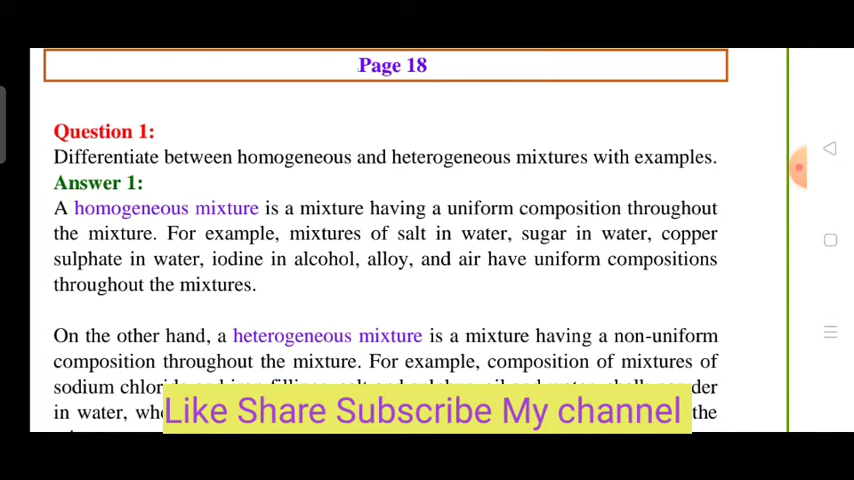 Page 18
Question 1:
Differentiate between homogeneous and heterogeneous mixtures with examples.
Answer 1:
A homogeneous mixture is a mixture having a uniform composition throughout
the mixture. For example, mixtures of salt in water, sugar in water, copper
sulphate in water, iodine in alcohol, alloy, and air have uniform compositions
throughout the mixtures.
On the other hand, a heterogeneous mixture is a mixture having a non-uniform
composition throughout the mixture. For example, composition of mixtures of
sodium
in water, the
Like Share Subscribe My channel